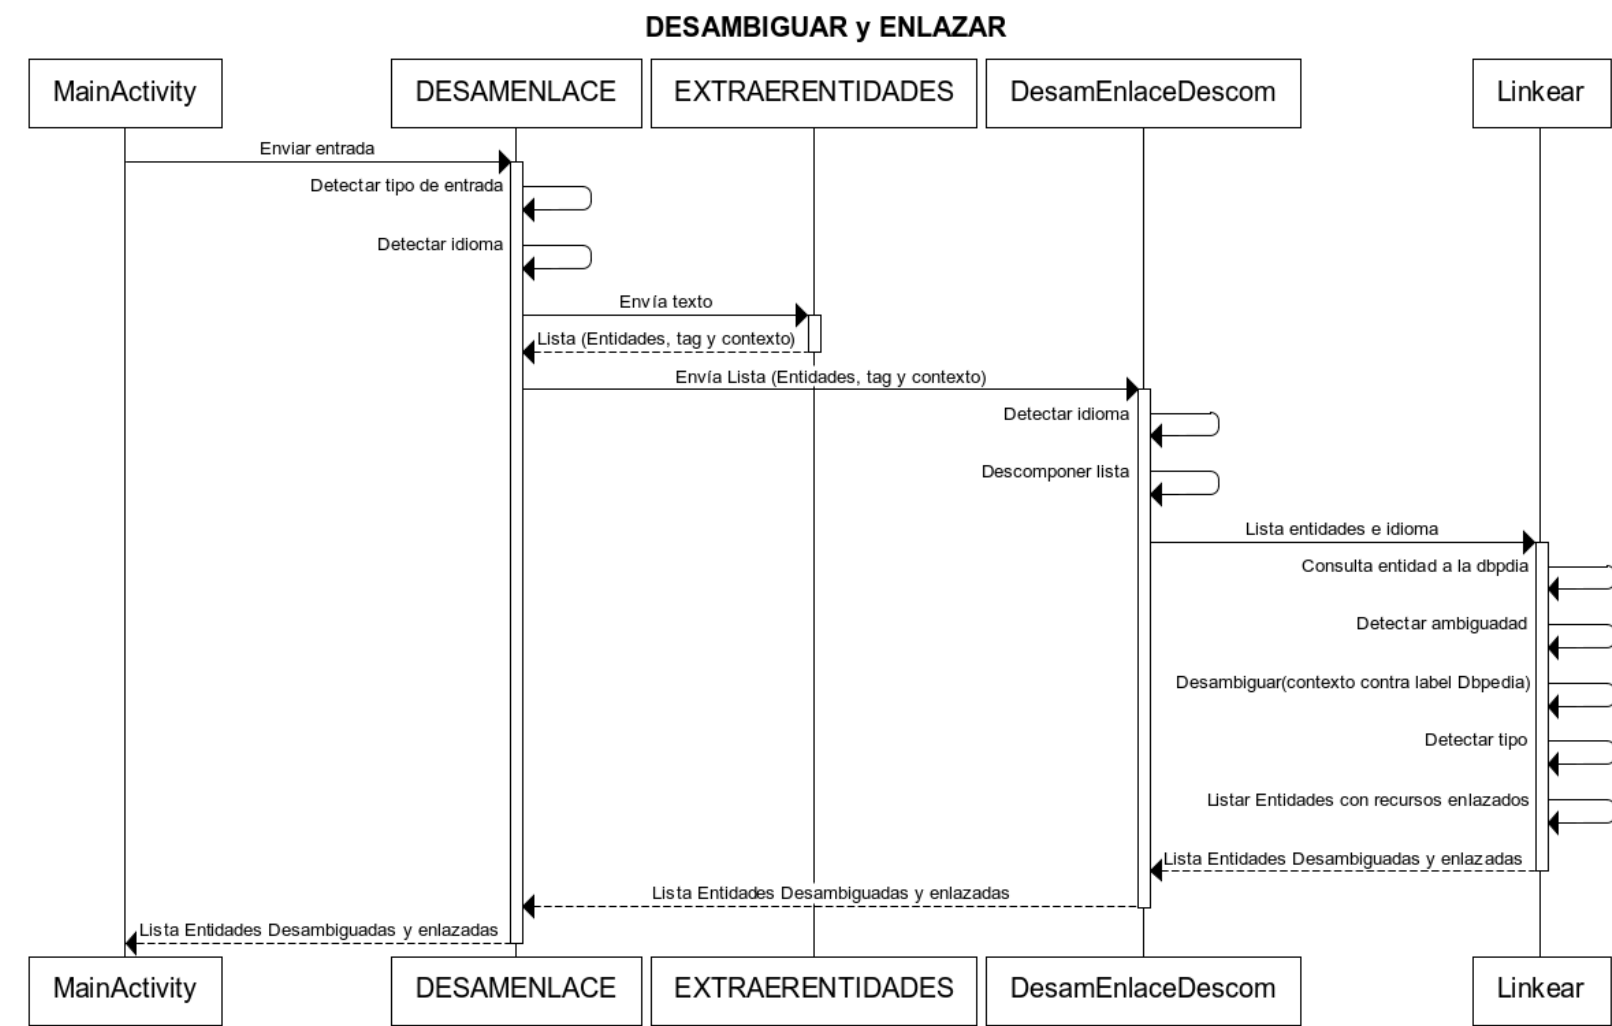 DESAMBIGUAR y ENLAZAR
MainActivity
DESAMENLACE
EXTRAERENTIDADES
DesamEnlaceDescom
Linkear
Enviar entrada
Detectar tipo de entrada
Detectar idioma
Envía texto
Lista (Entidades, tag y contexto)
Envía Lista (Entidades, tag y contexto)
Detectar idioma
Descomponer lista
Lista entidades e idioma
Consulta entidad a la dbpdia
Detectar ambiguadad
Desambiguar(contexto contra label Dbpedia)
Detectar tipo
Listar Entidades con recursos enlazados
Lista Entidades Desambiguadas y enlazadas
Lista Entidades Desambiguadas y enlazadas
Lista Entidades Desambiguadas y enlazadas
MainActivity
DESAMENLACE
EXTRAERENTIDADES
DesamEnlaceDescom
Linkear